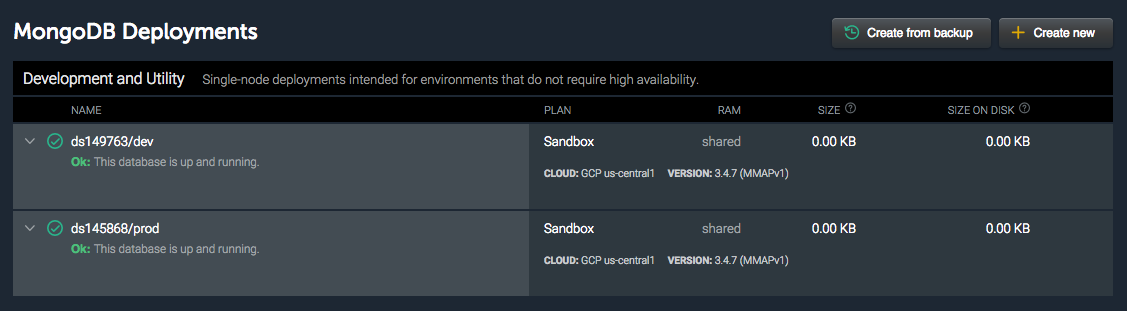 MongoDB Deployments
Create from backup
Create new
Development and Utility Single-node deployments intended for environments that do not require high availability.
NAME PLAN RAM SIZE ? SIZE ON DISK ?
ds149763/dev Sandbox shared 0.00 KB 0.00 KB
Ok: This database is up and running.
CLOUD: GCP us-central1 VERSION: 3.4.7 (MMAPv1)
ds145868/prod Sandbox shared 0.00 KB 0.00 KB
Ok: This database is up and running.
CLOUD: GCP us-central1 VERSION: 3.4.7 (MMAPv1)